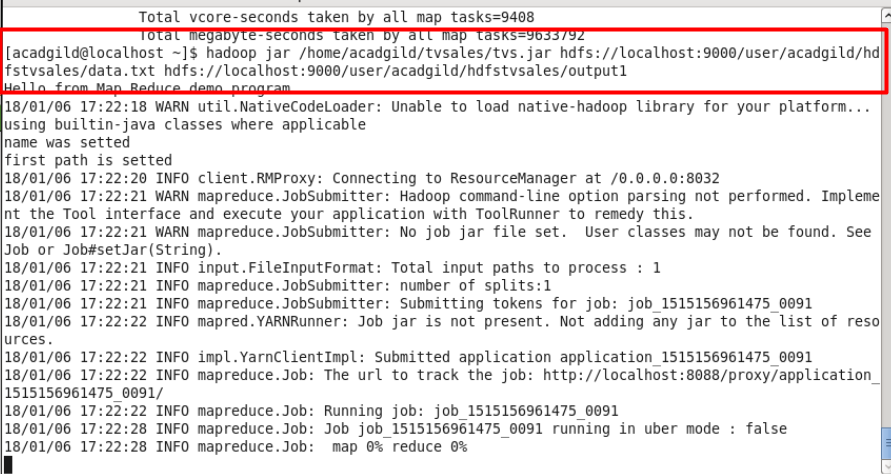 Total vcore-seconds taken by all map tasks=9408
Total megabyte-seconds taken by all map tasks=9633792
[acadgild@localhost ~]$ hadoop jar /home/acadgild/tvsales/tvs.jar hdfs://localhost:9000/user/acadgild/hd
fstvsales/data.txt hdfs://localhost:9000/user/acadgild/hdfstvsales/output1
Hello from Map Reduce demo program
18/01/06 17:22:18 WARN util.NativeCodeLoader: Unable to load native-hadoop library for your platform...
using builtin-java classes where applicable
name was setted
first path is setted
18/01/06 17:22:20 INFO client.RMProxy: Connecting to ResourceManager at /0.0.0.0:8032
18/01/06 17:22:21 WARN mapreduce.JobSubmitter: Hadoop command-line option parsing not performed. Impleme
nt the Tool interface and execute your application with ToolRunner to remedy this.
18/01/06 17:22:21 WARN mapreduce.JobSubmitter: No job jar file set.  User classes may not be found. See
Job or Job#setJar(String).
18/01/06 17:22:21 INFO input.FileInputFormat: Total input paths to process : 1
18/01/06 17:22:21 INFO mapreduce.JobSubmitter: number of splits:1
18/01/06 17:22:21 INFO mapreduce.JobSubmitter: Submitting tokens for job: job_1515156961475_0091
18/01/06 17:22:22 INFO mapred.YARNRunner: Job jar is not present. Not adding any jar to the list of reso
urces.
18/01/06 17:22:22 INFO impl.YarnClientImpl: Submitted application application_1515156961475_0091
18/01/06 17:22:22 INFO mapreduce.Job: The url to track the job: http://localhost:8088/proxy/application_
1515156961475_0091/
18/01/06 17:22:22 INFO mapreduce.Job: Running job: job_1515156961475_0091
18/01/06 17:22:28 INFO mapreduce.Job: Job job_1515156961475_0091 running in uber mode : false
18/01/06 17:22:28 INFO mapreduce.Job:  map 0% reduce 0%